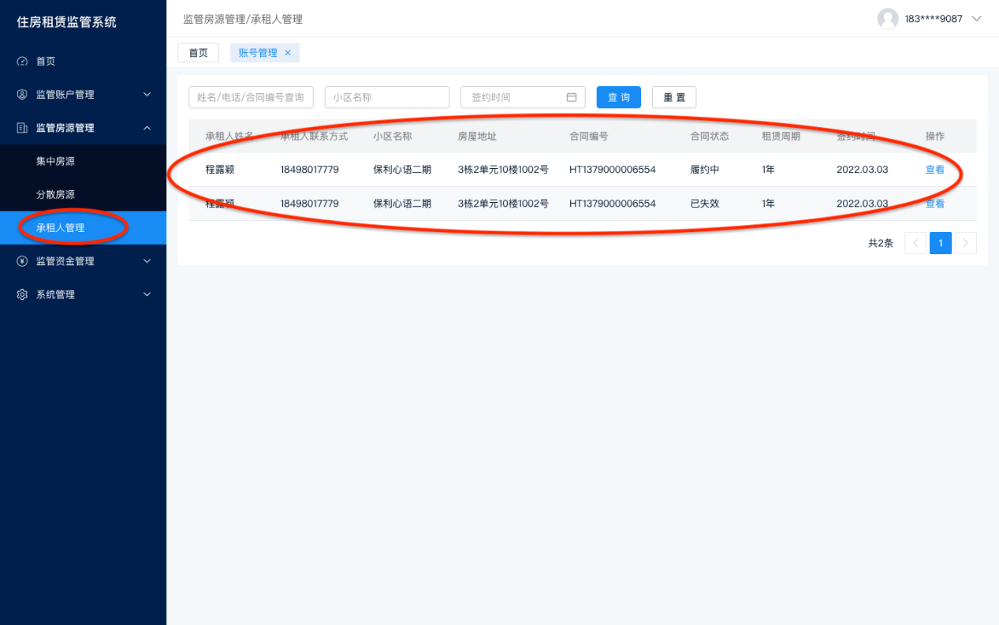 住房租赁监管系统
监管房源管理/承租人管理
183****9087
首页
监管账户管理
监管房源管理
集中房源
分散房源
承租人管理
监管资金管理
系统管理
首页 账号管理 ×
姓名/电话/合同编号查询 小区名称 签约时间 查 询 重 置
承租人姓名 承租人联系方式 小区名称 房屋地址 合同编号 合同状态 租赁周期 签约时间 操作
程露颖 18498017779 保利心语二期 3栋2单元10楼1002号 HT1379000006554 履约中 1年 2022.03.03 查看
程露颖 18498017779 保利心语二期 3栋2单元10楼1002号 HT1379000006554 已失效 1年 2022.03.03 查看
共2条 < 1 >